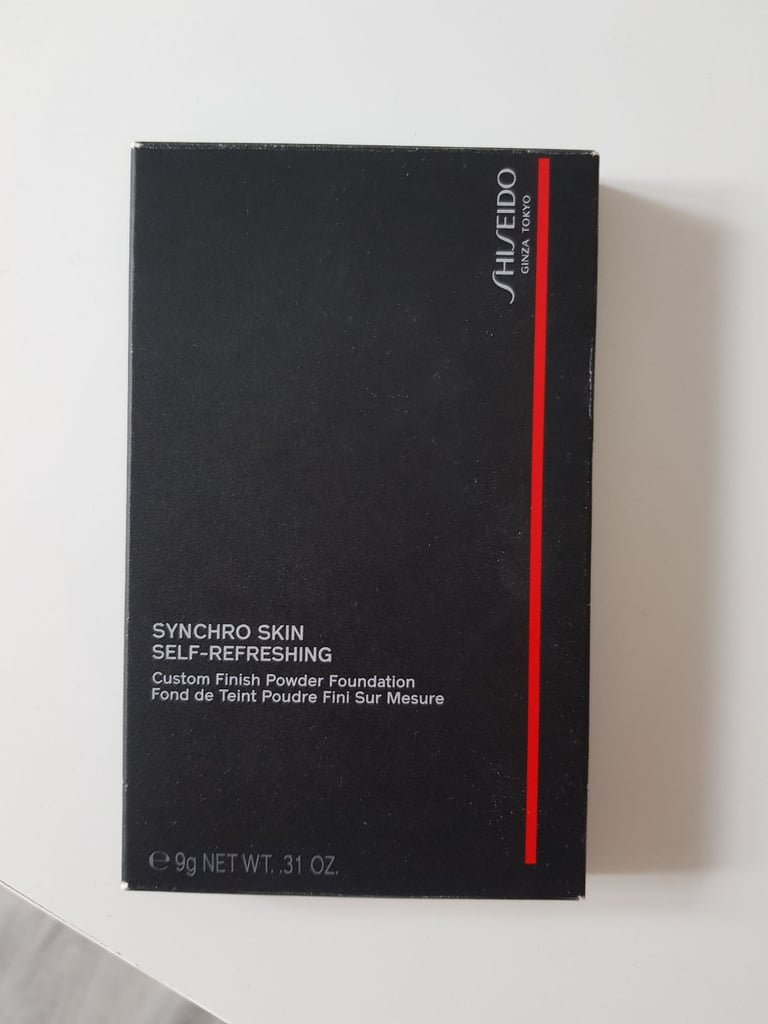 SHISEIDO
GINZA TOKYO
SYNCHRO SKIN
SELF-REFRESHING
Custom Finish Powder Foundation
Fond de Teint Poudre Fini Sur Mesure
℮ 9g NET WT. .31 OZ.